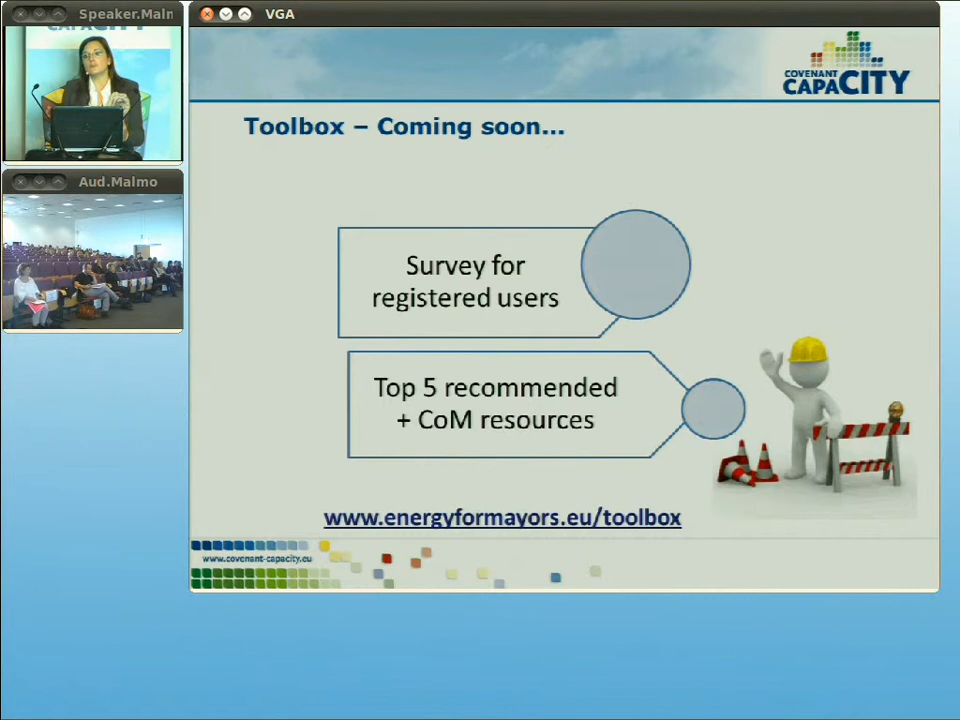 Speaker.Malm
VGA
COVENANT
CAPACITY
Toolbox – Coming soon...
Aud.Malmo
Survey for
registered users
Top 5 recommended
+ CoM resources
www.energyformayors.eu/toolbox
www.covenant-capacity.eu